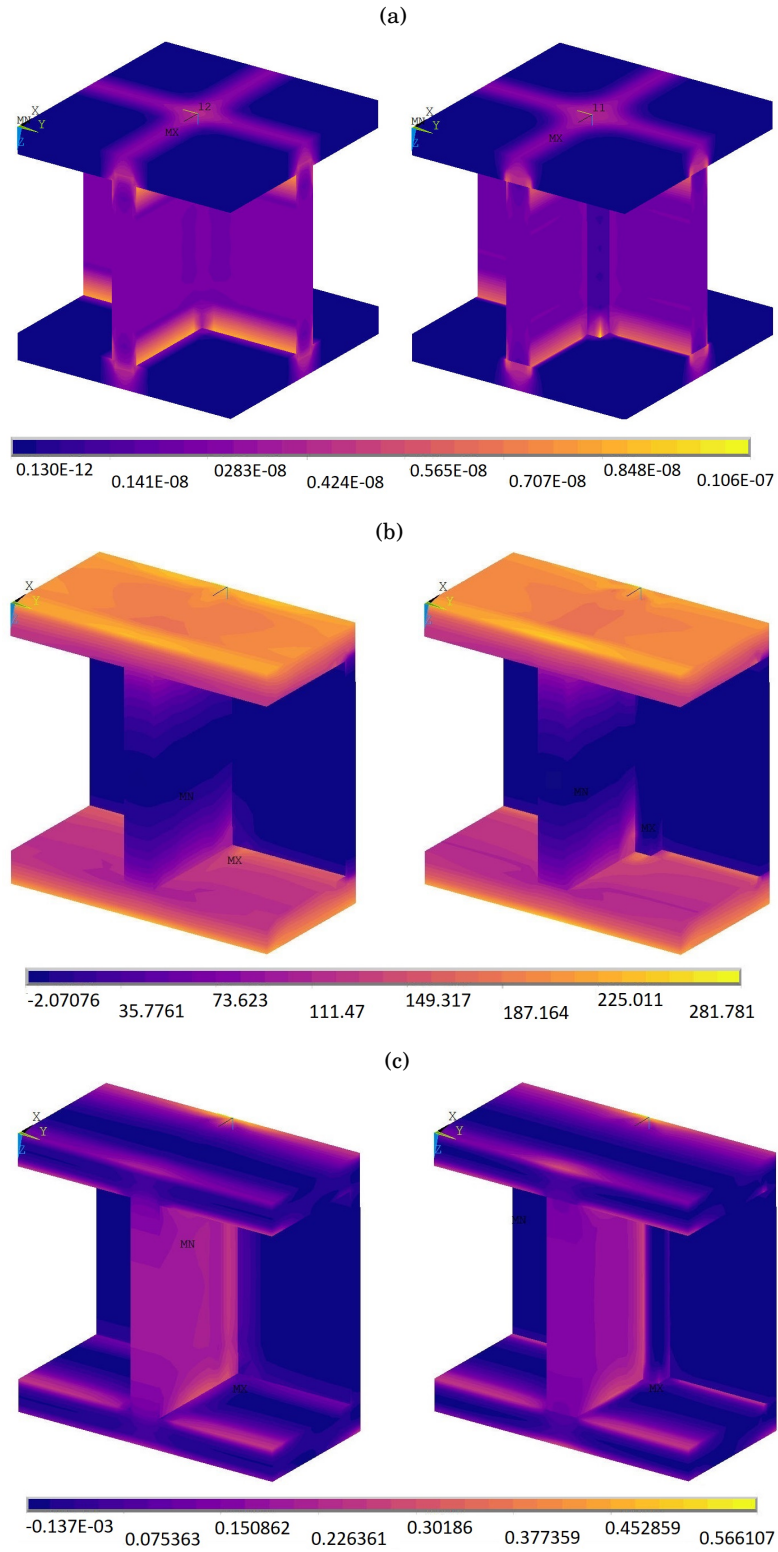 (a)
X
MN Y
Z
12
MX
X
MN Y
Z
11
MX
0.130E-12 0.141E-08 0283E-08 0.424E-08 0.565E-08 0.707E-08 0.848E-08 0.106E-07
(b)
X
Y
MN
MX
X
Y
MN
MX
-2.07076 35.7761 73.623 111.47 149.317 187.164 225.011 281.781
(c)
X
Y
Z
MN
MX
X
Y
Z
MN
MX
-0.137E-03 0.075363 0.150862 0.226361 0.30186 0.377359 0.452859 0.566107